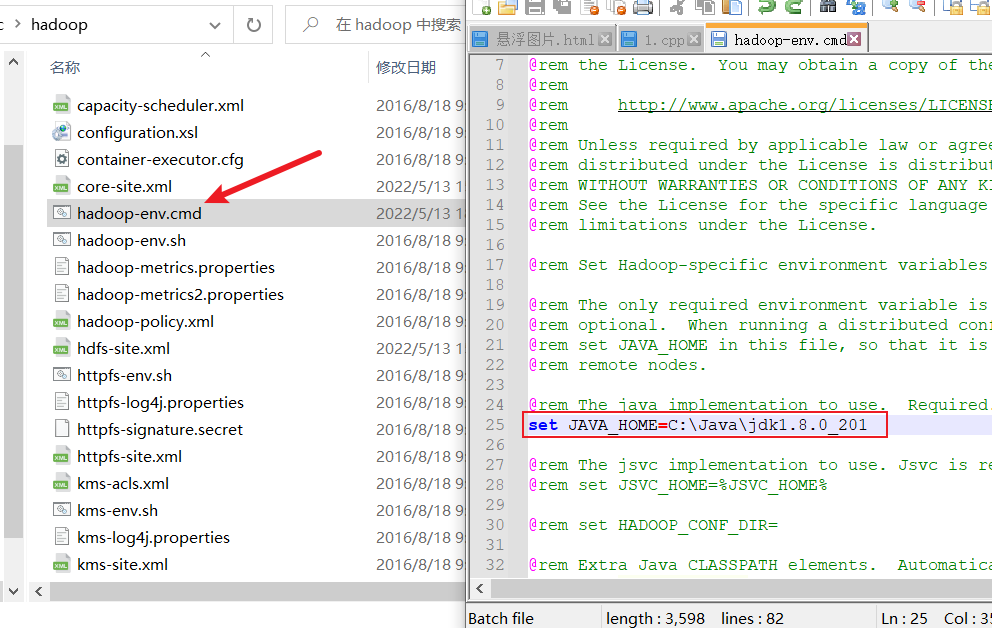 hadoop
在 hadoop 中搜索
名称
修改日期
capacity-scheduler.xml 2016/8/18 9
configuration.xsl 2016/8/18 9
container-executor.cfg 2016/8/18 9
core-site.xml 2022/5/13 1
hadoop-env.cmd 2022/5/13 1
hadoop-env.sh 2016/8/18 9
hadoop-metrics.properties 2016/8/18 9
hadoop-metrics2.properties 2016/8/18 9
hadoop-policy.xml 2016/8/18 9
hdfs-site.xml 2022/5/13 1
httpfs-env.sh 2016/8/18 9
httpfs-log4j.properties 2016/8/18 9
httpfs-signature.secret 2016/8/18 9
httpfs-site.xml 2016/8/18 9
kms-acls.xml 2016/8/18 9
kms-env.sh 2016/8/18 9
kms-log4j.properties 2016/8/18 9
kms-site.xml 2016/8/18 9
悬浮图片.html 1.cpp hadoop-env.cmd
7 @rem the License.  You may obtain a copy of the
8 @rem
9 @rem     http://www.apache.org/licenses/LICENSE
10 @rem
11 @rem Unless required by applicable law or agre
12 @rem distributed under the License is distribut
13 @rem WITHOUT WARRANTIES OR CONDITIONS OF ANY KI
14 @rem See the License for the specific language
15 @rem limitations under the License.
16
17 @rem Set Hadoop-specific environment variables
18
19 @rem The only required environment variable is
20 @rem optional.  When running a distributed con
21 @rem set JAVA_HOME in this file, so that it is
22 @rem remote nodes.
23
24 @rem The java implementation to use.  Required.
25 set JAVA_HOME=C:\Java\jdk1.8.0_201
26
27 @rem The jsvc implementation to use. Jsvc is re
28 @rem set JSVC_HOME=%JSVC_HOME%
29
30 @rem set HADOOP_CONF_DIR=
31
32 @rem Extra Java CLASSPATH elements.  Automatica
Batch file length : 3,598 lines : 82 Ln : 25 Col : 35